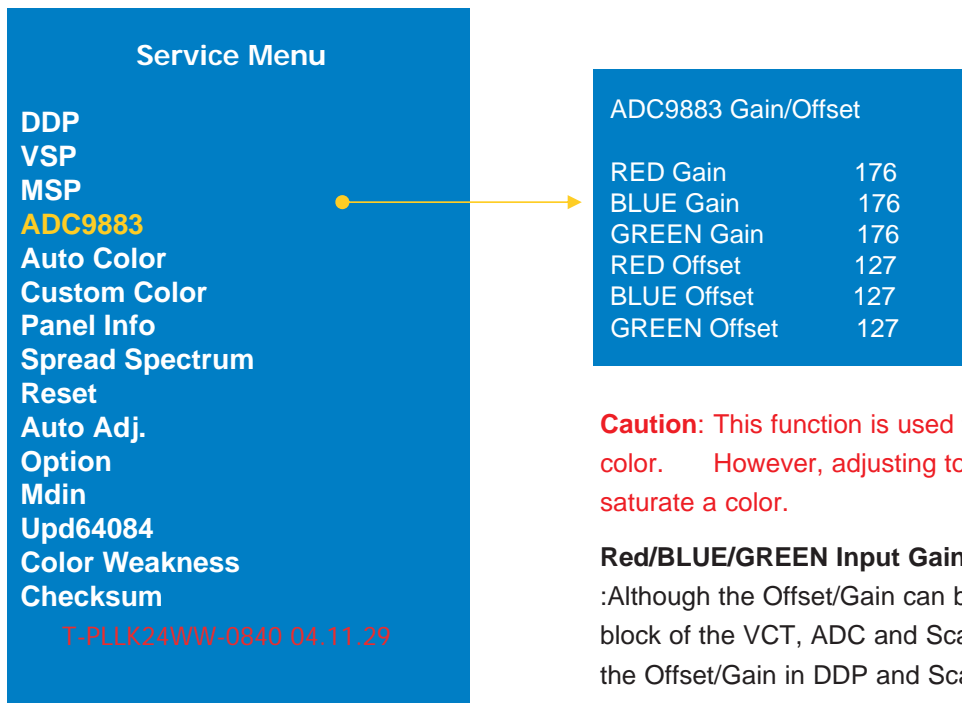 Service Menu
DDP
VSP
MSP
ADC9883
Auto Color
Custom Color
Panel Info
Spread Spectrum
Reset
Auto Adj.
Option
Mdin
Upd64084
Color Weakness
Checksum
T-PLLK24WW-0840 04.11.29
ADC9883 Gain/Offset
RED Gain 176
BLUE Gain 176
GREEN Gain 176
RED Offset 127
BLUE Offset 127
GREEN Offset 127
Caution: This function is used
color. However, adjusting
saturate a color.
Red/BLUE/GREEN Input Gain
:Although the Offset/Gain can
block of the VCT, ADC and
the Offset/Gain in DDP and